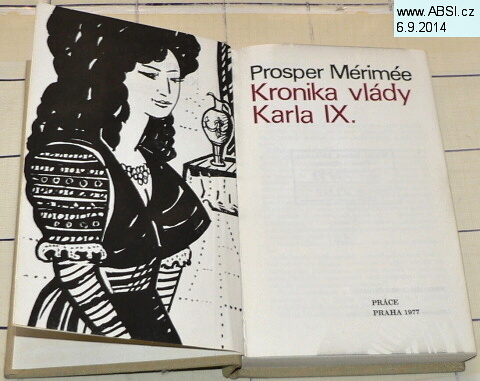 www.ABSI.cz
6.9.2014
Prosper Mérimée
Kronika vlády
Karla IX.
PRÁCE
PRAHA 1977